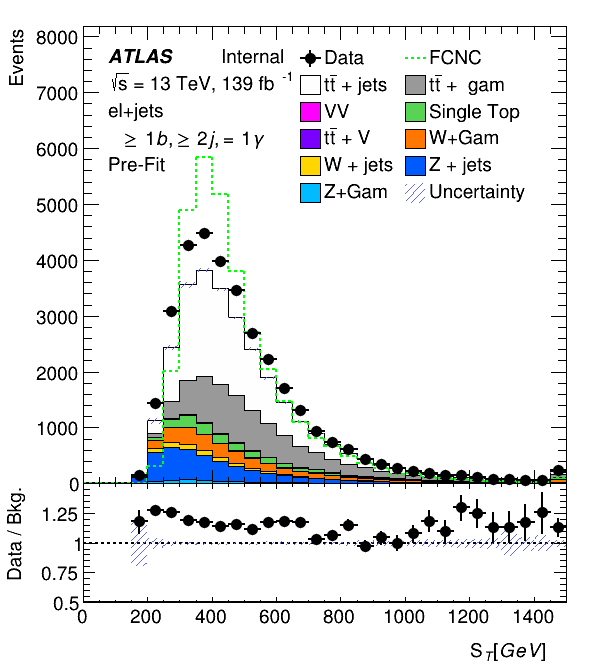 Events
8000
7000
6000
5000
4000
3000
2000
1000
0
ATLAS Internal
√s = 13 TeV, 139 fb⁻¹
el+jets
≥ 1b, ≥ 2j, = 1γ
Pre-Fit
Data
FCNC
tt̄ + jets
tt̄ + gam
VV
Single Top
tt̄ + V
W+Gam
W + jets
Z + jets
Z+Gam
Uncertainty
Data / Bkg.
1.25
1
0.75
0.5
0 200 400 600 800 1000 1200 1400
S_T[GeV]